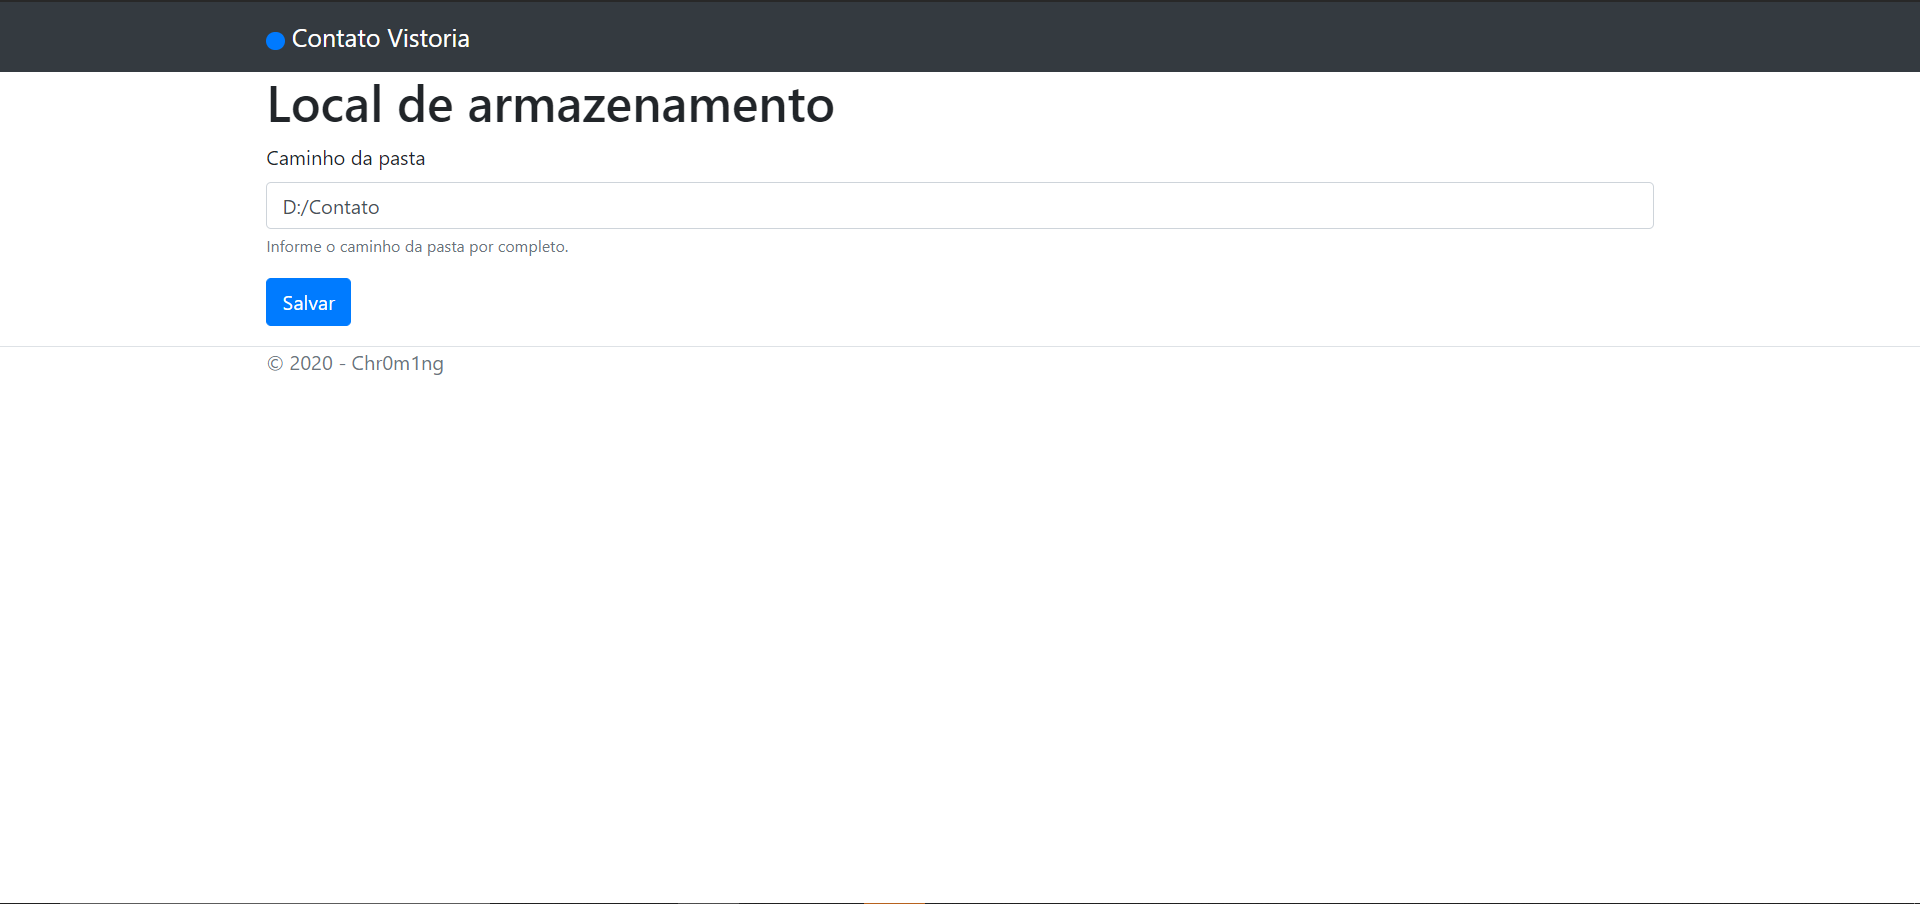 Contato Vistoria
Local de armazenamento
Caminho da pasta
D:/Contato
Informe o caminho da pasta por completo.
Salvar
© 2020 - Chr0m1ng